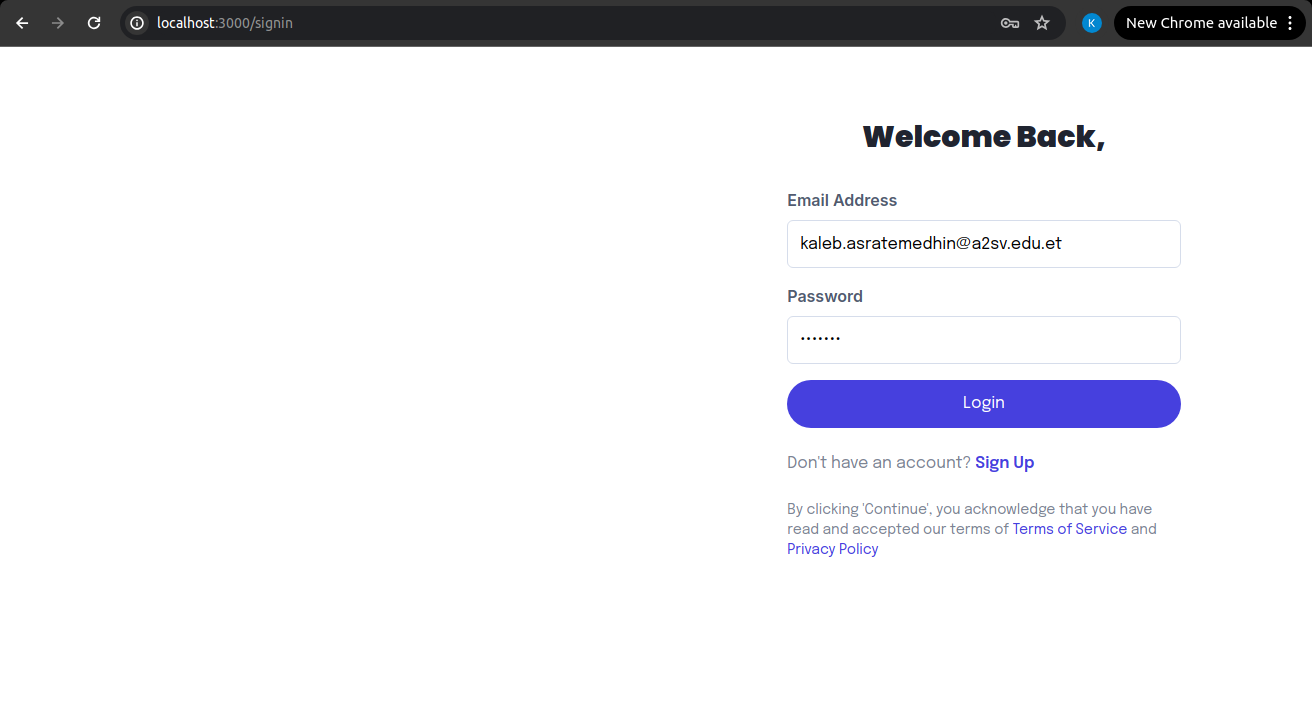 localhost:3000/signin
K
New Chrome available
Welcome Back,
Email Address
kaleb.asratemedhin@a2sv.edu.et
Password
•••••••
Login
Don't have an account? Sign Up
By clicking 'Continue', you acknowledge that you have
read and accepted our terms of Terms of Service and
Privacy Policy